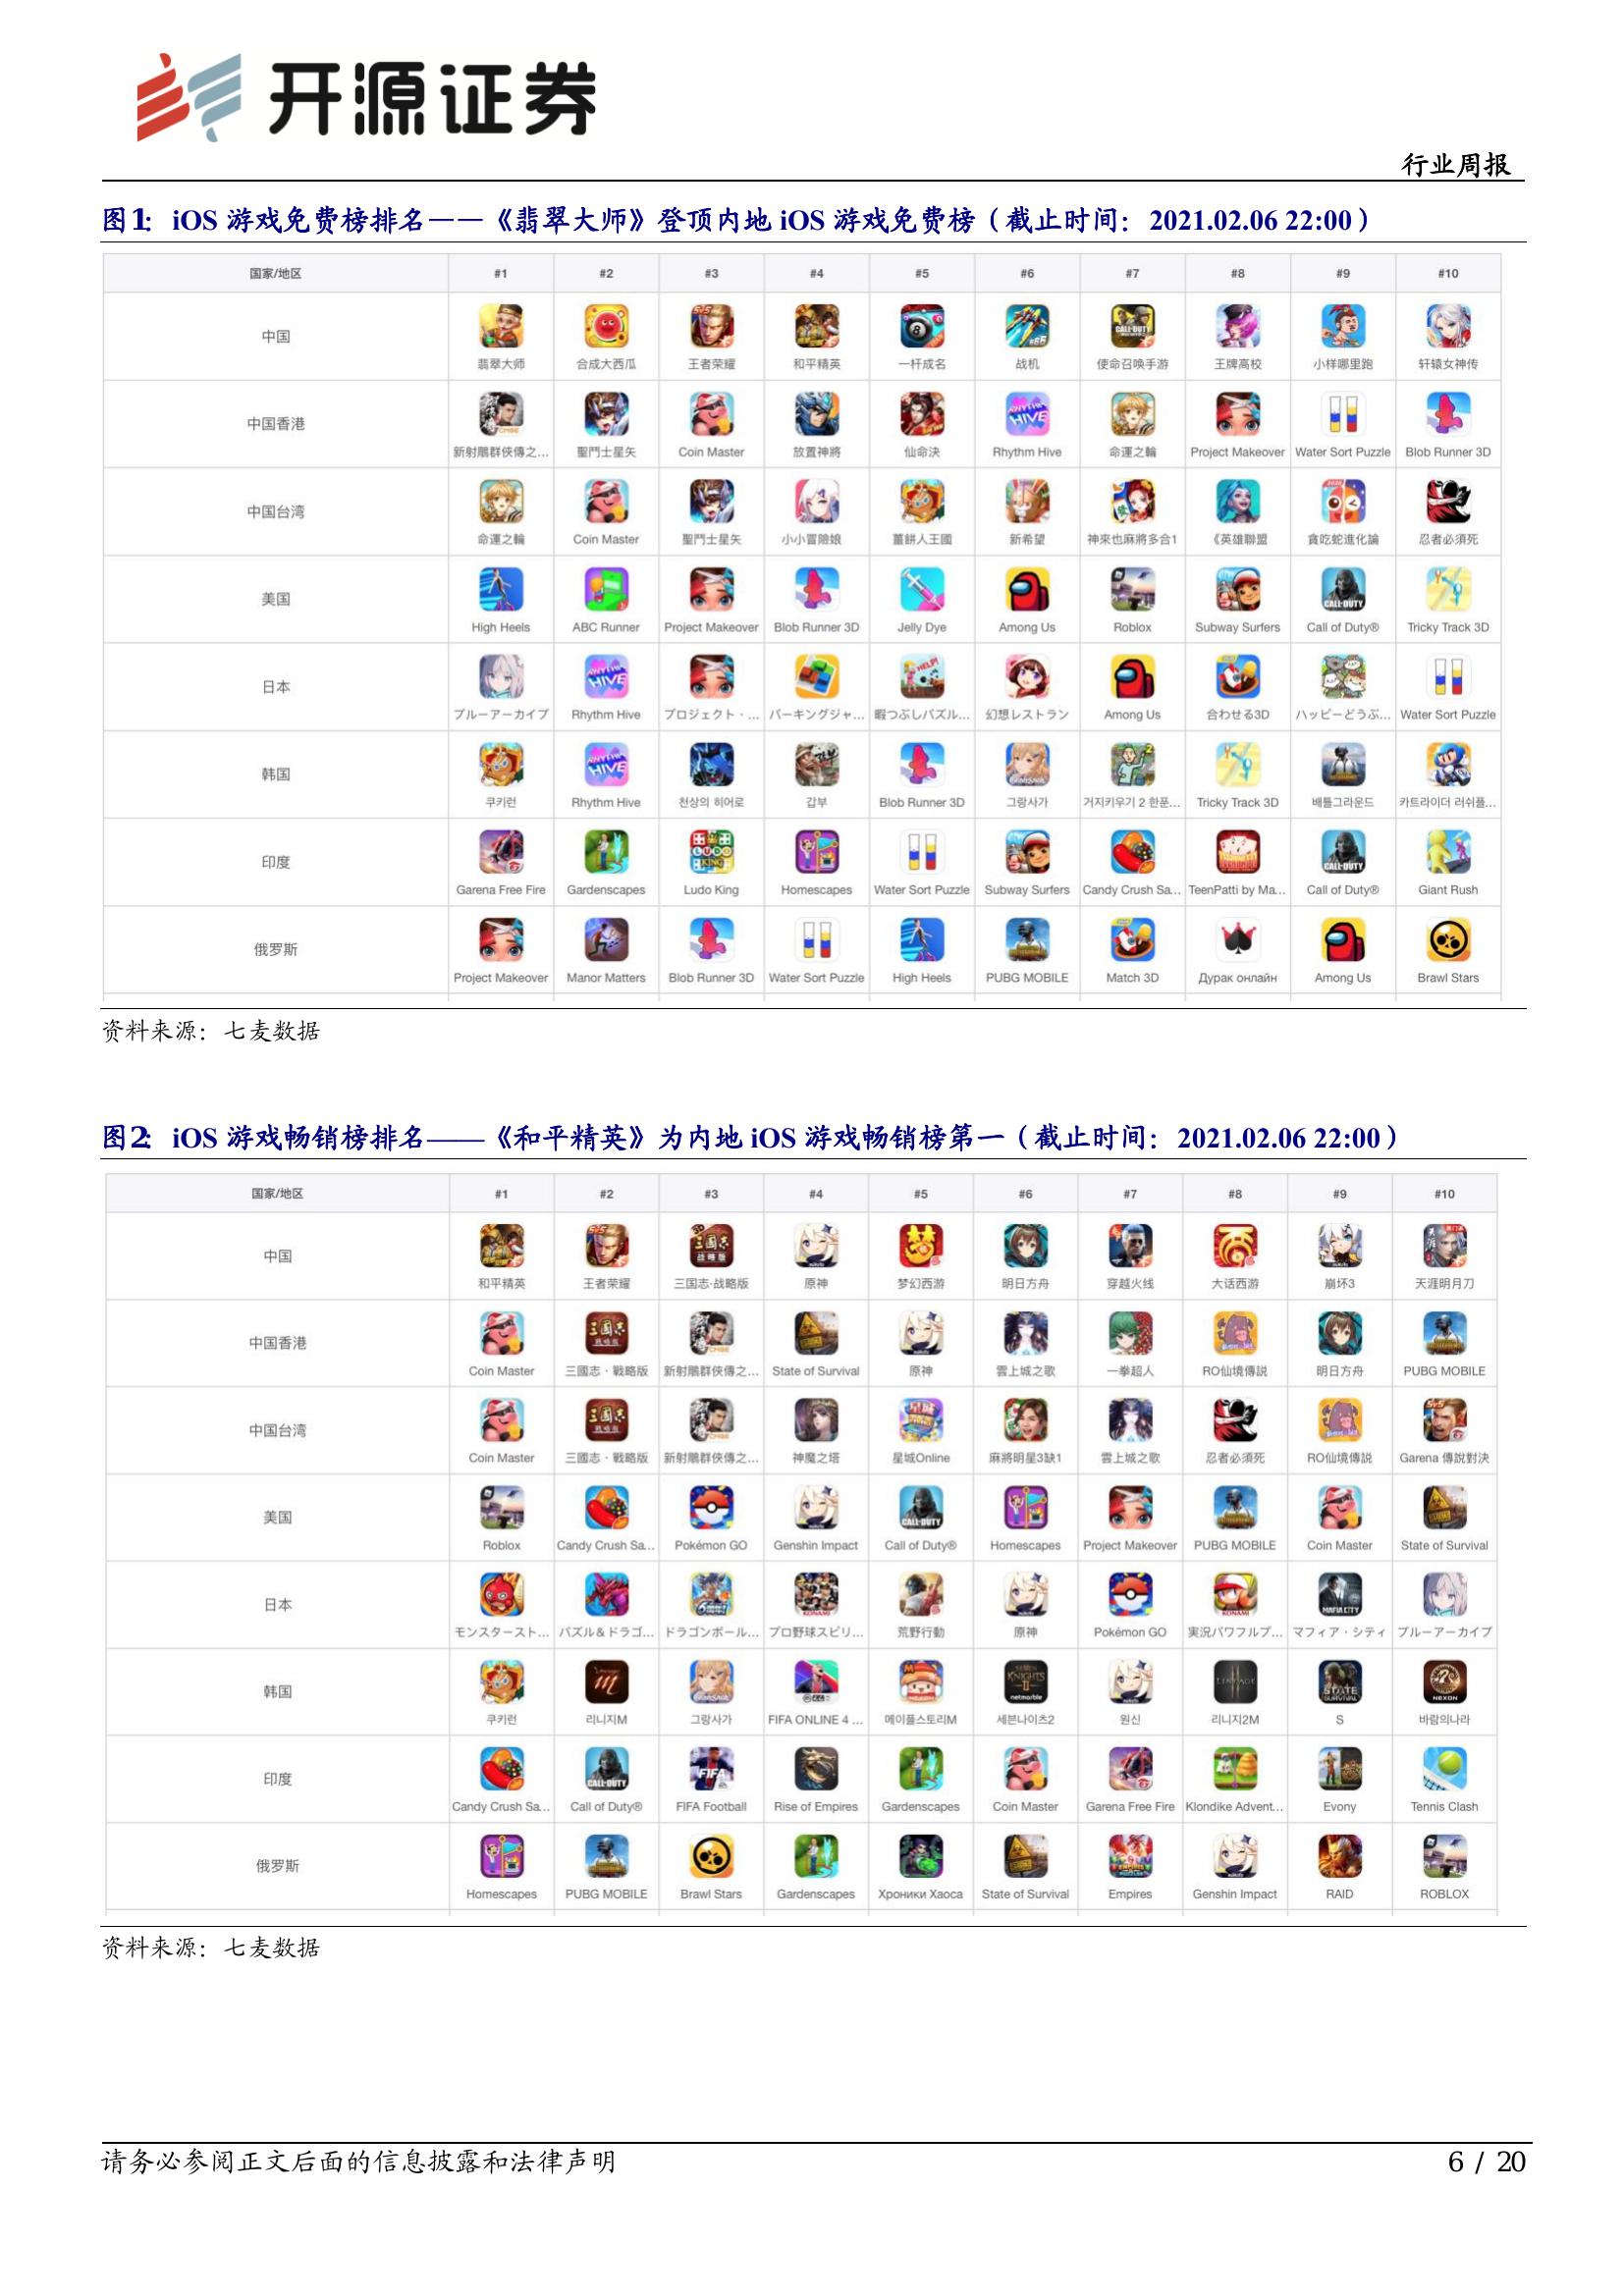 开源证券
行业周报
图1: iOS 游戏免费榜排名——《翡翠大师》登顶内地 iOS 游戏免费榜(截止时间:2021.02.06 22:00)
国家/地区 #1 #2 #3 #4 #5 #6 #7 #8 #9 #10
中国 翡翠大师 合成大西瓜 王者荣耀 和平精英 一杆成名 战机 使命召唤手游 王牌高校 小样哪里跑 轩辕女神传
中国香港 新射鵰群俠傳之... 聖鬥士星矢 Coin Master 放置神將 仙命決 Rhythm Hive 命運之輪 Project Makeover Water Sort Puzzle Blob Runner 3D
中国台湾 命運之輪 Coin Master 聖鬥士星矢 小小冒險娘 薑餅人王國 新希望 神來也麻將多合1 《英雄聯盟 貪吃蛇進化論 忍者必須死
美国 High Heels ABC Runner Project Makeover Blob Runner 3D Jelly Dye Among Us Roblox Subway Surfers Call of Duty® Tricky Track 3D
日本 ブルーアーカイブ Rhythm Hive プロジェクト・... パーキングジャ... 暇つぶしパズル... 幻想レストラン Among Us 合わせる3D ハッピーどうぶ... Water Sort Puzzle
韩国 쿠키런 Rhythm Hive 천상의 히어로 갑부 Blob Runner 3D 그랑사가 거지키우기 2 한푼... Tricky Track 3D 배틀그라운드 카트라이더 러쉬플...
印度 Garena Free Fire Gardenscapes Ludo King Homescapes Water Sort Puzzle Subway Surfers Candy Crush Sa... TeenPatti by Ma... Call of Duty® Giant Rush
俄罗斯 Project Makeover Manor Matters Blob Runner 3D Water Sort Puzzle High Heels PUBG MOBILE Match 3D Дурак онлайн Among Us Brawl Stars
资料来源:七麦数据
图2: iOS 游戏畅销榜排名——《和平精英》为内地 iOS 游戏畅销榜第一(截止时间:2021.02.06 22:00)
国家/地区 #1 #2 #3 #4 #5 #6 #7 #8 #9 #10
中国 和平精英 王者荣耀 三国志·战略版 原神 梦幻西游 明日方舟 穿越火线 大话西游 崩坏3 天涯明月刀
中国香港 Coin Master 三國志·戰略版 新射鵰群俠傳之... State of Survival 原神 雲上城之歌 一拳超人 RO仙境傳說 明日方舟 PUBG MOBILE
中国台湾 Coin Master 三國志·戰略版 新射鵰群俠傳之... 神魔之塔 星城Online 麻將明星3缺1 雲上城之歌 忍者必須死 RO仙境傳說 Garena 傳說對決
美国 Roblox Candy Crush Sa... Pokémon GO Genshin Impact Call of Duty® Homescapes Project Makeover PUBG MOBILE Coin Master State of Survival
日本 モンスタースト... パズル&ドラゴ... ドラゴンボール... プロ野球スピリ... 荒野行動 原神 Pokémon GO 実況パワフルプ... マフィア・シティ ブルーアーカイブ
韩国 쿠키런 리니지M 그랑사가 FIFA ONLINE 4 ... 메이플스토리M 세븐나이츠2 원신 리니지2M S 바람의나라
印度 Candy Crush Sa... Call of Duty® FIFA Football Rise of Empires Gardenscapes Coin Master Garena Free Fire Klondike Advent... Evony Tennis Clash
俄罗斯 Homescapes PUBG MOBILE Brawl Stars Gardenscapes Хроники Хаоса State of Survival Empires Genshin Impact RAID ROBLOX
资料来源:七麦数据
请务必参阅正文后面的信息披露和法律声明 6 / 20